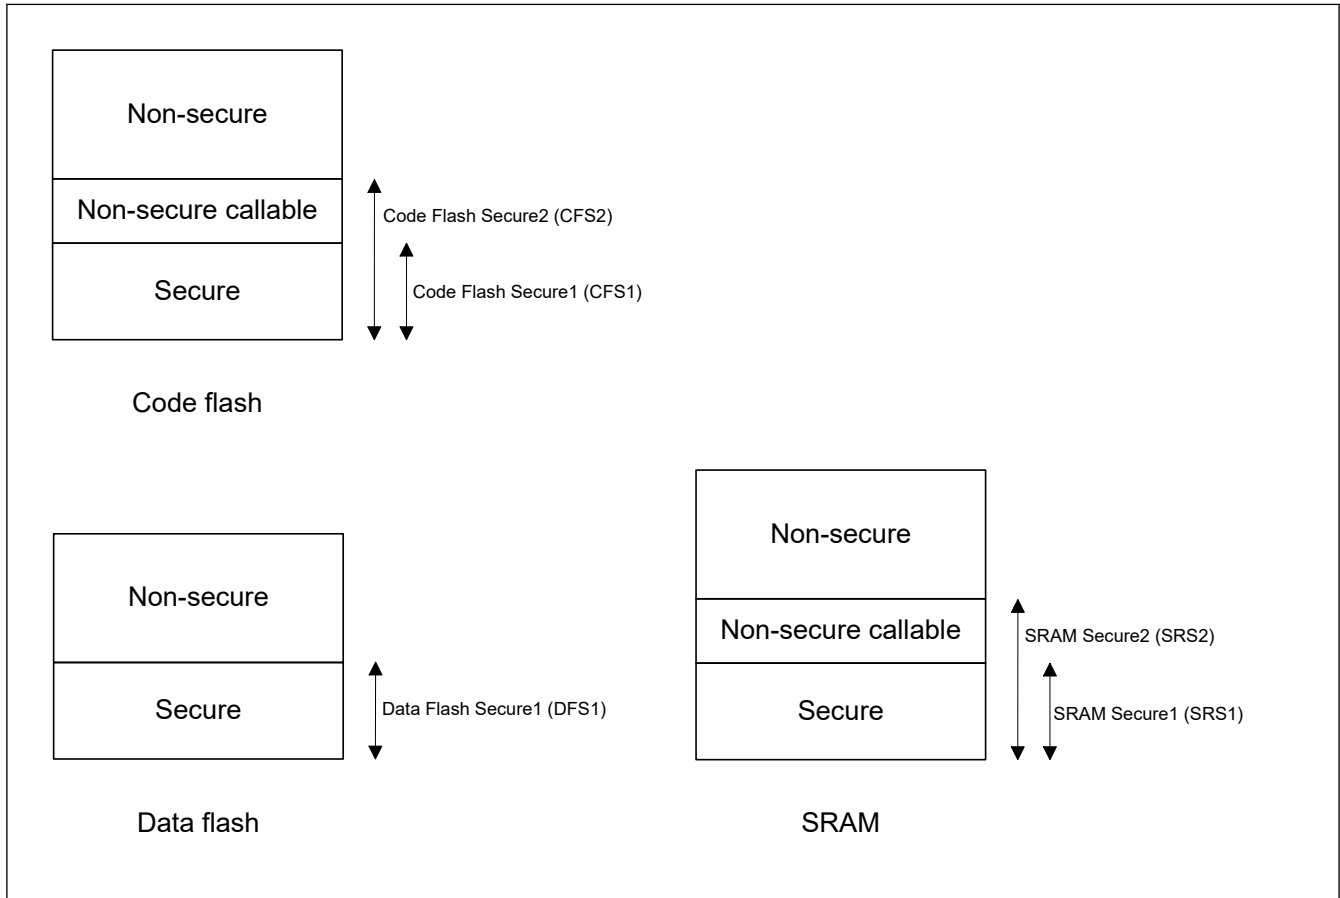 Non-secure
Non-secure callable
Code Flash Secure2 (CFS2)
Secure
Code Flash Secure1 (CFS1)
Code flash
Non-secure
Secure
Data Flash Secure1 (DFS1)
Data flash
Non-secure
Non-secure callable
SRAM Secure2 (SRS2)
Secure
SRAM Secure1 (SRS1)
SRAM